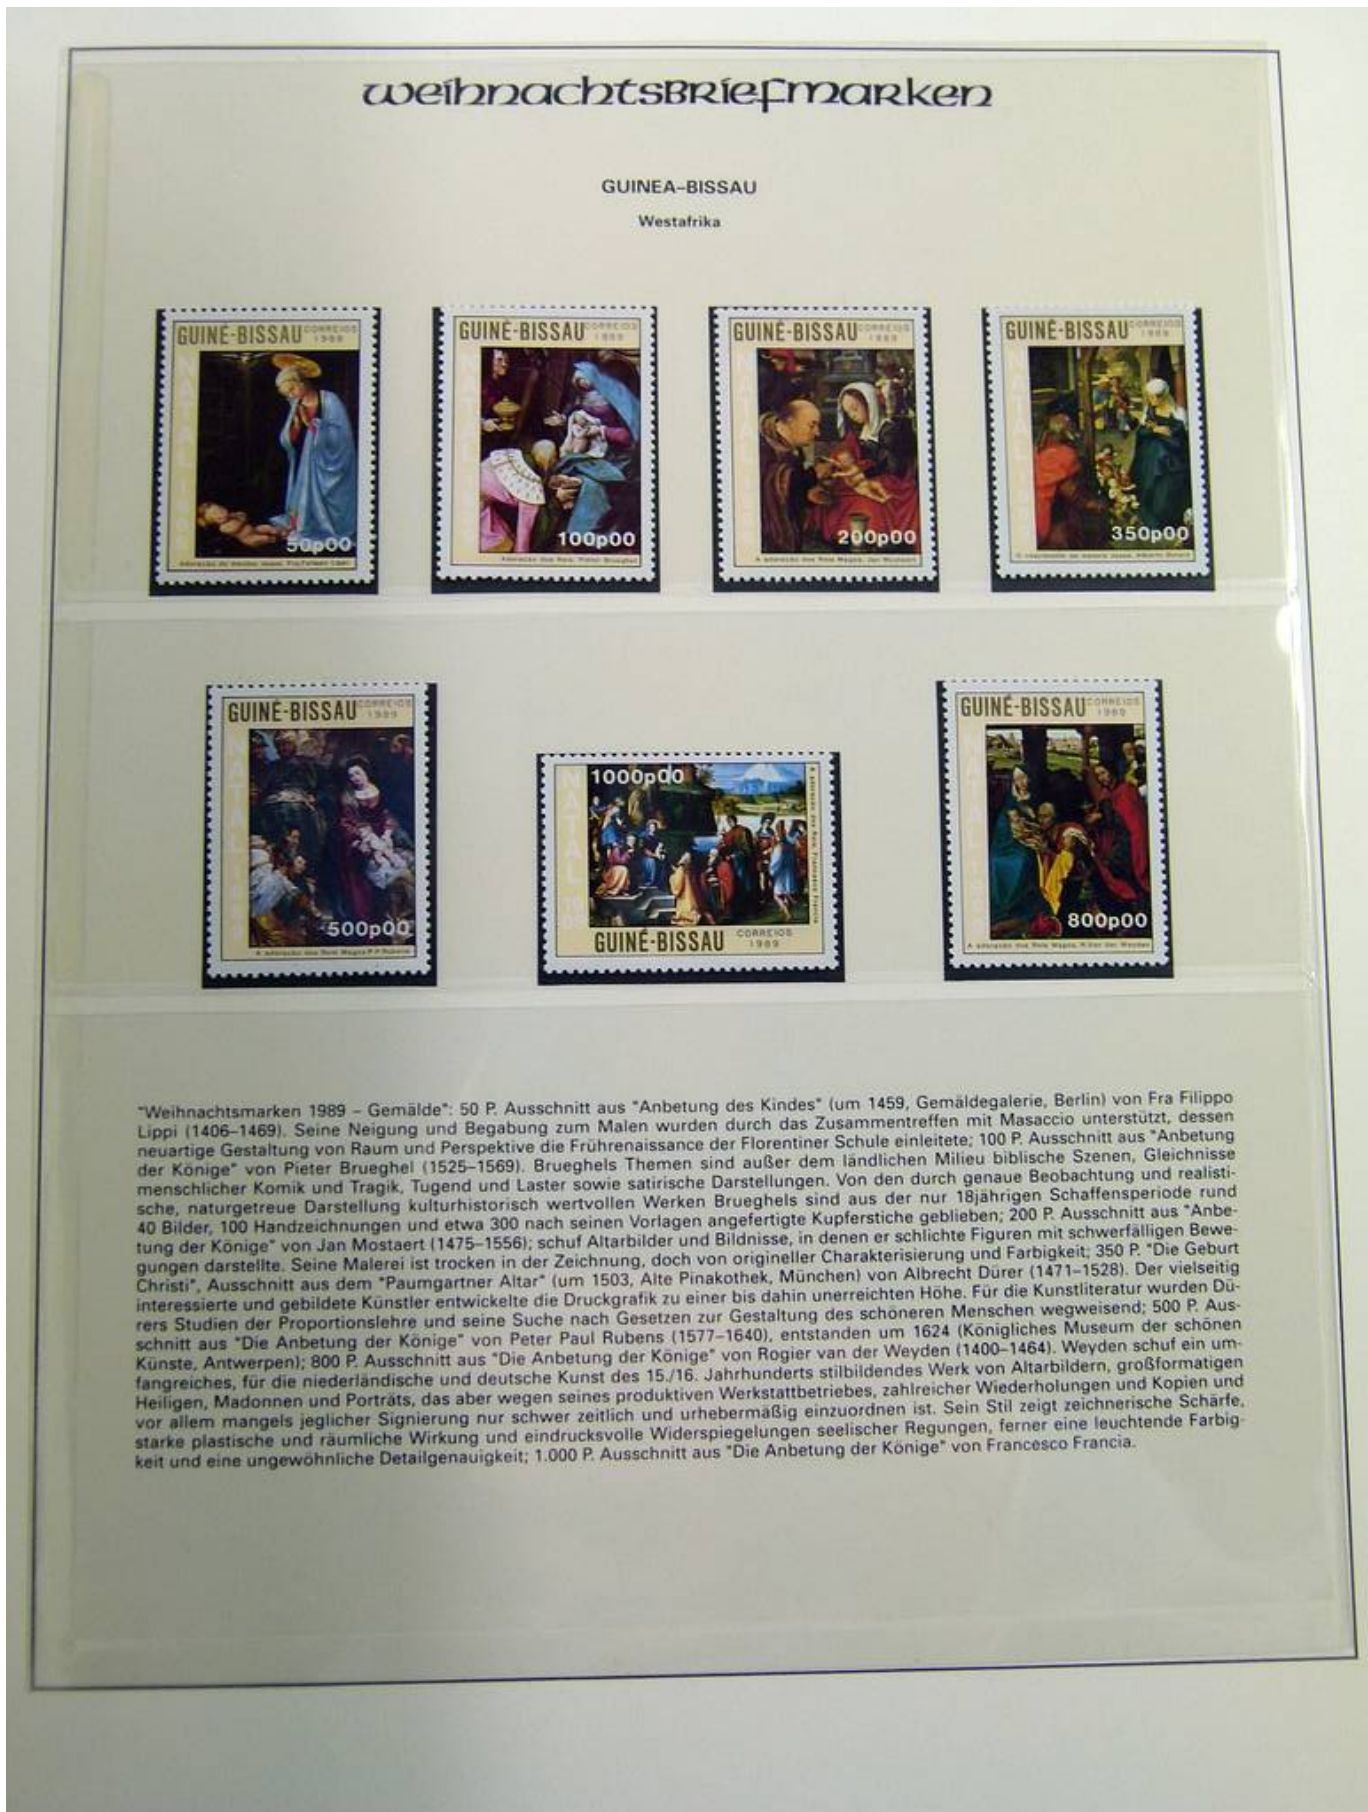 weihnachtsbriefmarken
GUINEA–BISSAU
Westafrika
GUINÉ-BISSAU CORREIOS
1989
NATAL
50p00
GUINÉ-BISSAU CORREIOS
1989
100p00
GUINÉ-BISSAU CORREIOS
1989
200p00
GUINÉ-BISSAU CORREIOS
1989
350p00
GUINÉ-BISSAU CORREIOS
1989
NATAL
500p00
NATAL
1000p00
GUINÉ-BISSAU CORREIOS
1989
GUINÉ-BISSAU CORREIOS
1989
NATAL
800p00
"Weihnachtsmarken 1989 – Gemälde": 50 P. Ausschnitt aus "Anbetung des Kindes" (um 1459, Gemäldegalerie, Berlin) von Fra Filippo
Lippi (1406–1469). Seine Neigung und Begabung zum Malen wurden durch das Zusammentreffen mit Masaccio unterstützt, dessen
neuartige Gestaltung von Raum und Perspektive die Frührenaissance der Florentiner Schule einleitete; 100 P. Ausschnitt aus "Anbetung
der Könige" von Pieter Brueghel (1525–1569). Brueghels Themen sind außer dem ländlichen Milieu biblische Szenen, Gleichnisse
menschlicher Komik und Tragik, Tugend und Laster sowie satirische Darstellungen. Von den durch genaue Beobachtung und realisti-
sche, naturgetreue Darstellung kulturhistorisch wertvollen Werken Brueghels sind aus der nur 18jährigen Schaffensperiode rund
40 Bilder, 100 Handzeichnungen und etwa 300 nach seinen Vorlagen angefertigte Kupferstiche geblieben; 200 P. Ausschnitt aus "Anbe-
tung der Könige" von Jan Mostaert (1475–1556); schuf Altarbilder und Bildnisse, in denen er schlichte Figuren mit schwerfälligen Bewe-
gungen darstellte. Seine Malerei ist trocken in der Zeichnung, doch von origineller Charakterisierung und Farbigkeit; 350 P. "Die Geburt
Christi", Ausschnitt aus dem "Paumgartner Altar" (um 1503, Alte Pinakothek, München) von Albrecht Dürer (1471–1528). Der vielseitig
interessierte und gebildete Künstler entwickelte die Druckgrafik zu einer bis dahin unerreichten Höhe. Für die Kunstliteratur wurden Dü-
rers Studien der Proportionslehre und seine Suche nach Gesetzen zur Gestaltung des schöneren Menschen wegweisend; 500 P. Aus-
schnitt aus "Die Anbetung der Könige" von Peter Paul Rubens (1577–1640), entstanden um 1624 (Königliches Museum der schönen
Künste, Antwerpen); 800 P. Ausschnitt aus "Die Anbetung der Könige" von Rogier van der Weyden (1400–1464). Weyden schuf ein um-
fangreiches, für die niederländische und deutsche Kunst des 15./16. Jahrhunderts stilbildendes Werk von Altarbildern, großformatigen
Heiligen, Madonnen und Porträts, das aber wegen seines produktiven Werkstattbetriebes, zahlreicher Wiederholungen und Kopien und
vor allem mangels jeglicher Signierung nur schwer zeitlich und urhebermäßig einzuordnen ist. Sein Stil zeigt zeichnerische Schärfe,
starke plastische und räumliche Wirkung und eindrucksvolle Widerspiegelungen seelischer Regungen, ferner eine leuchtende Farbig-
keit und eine ungewöhnliche Detailgenauigkeit; 1.000 P. Ausschnitt aus "Die Anbetung der Könige" von Francesco Francia.